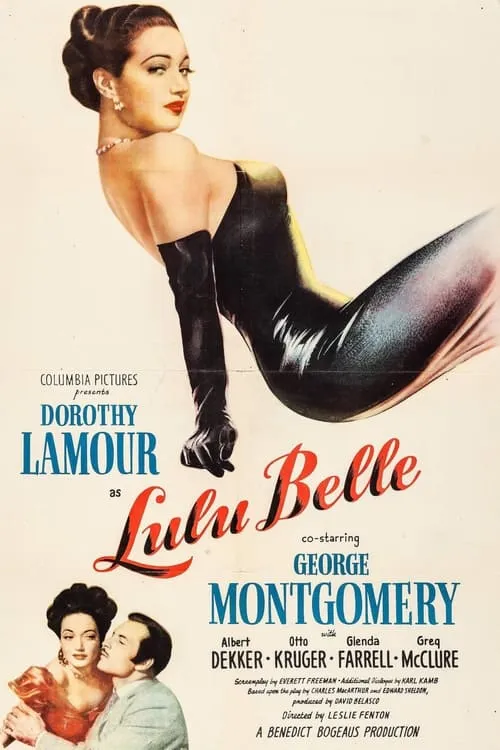 COLUMBIA PICTURES
presents
DOROTHY
LAMOUR
as
Lulu Belle
co-starring
GEORGE
MONTGOMERY
with
Albert DEKKER • Otto KRUGER • Glenda FARRELL • Greg McCLURE
Screenplay by EVERETT FREEMAN • Additional Dialogue by KARL KAMB
Based upon the play by CHARLES MacARTHUR and EDWARD SHELDON,
produced by DAVID BELASCO
Directed by LESLIE FENTON
A BENEDICT BOGEAUS PRODUCTION